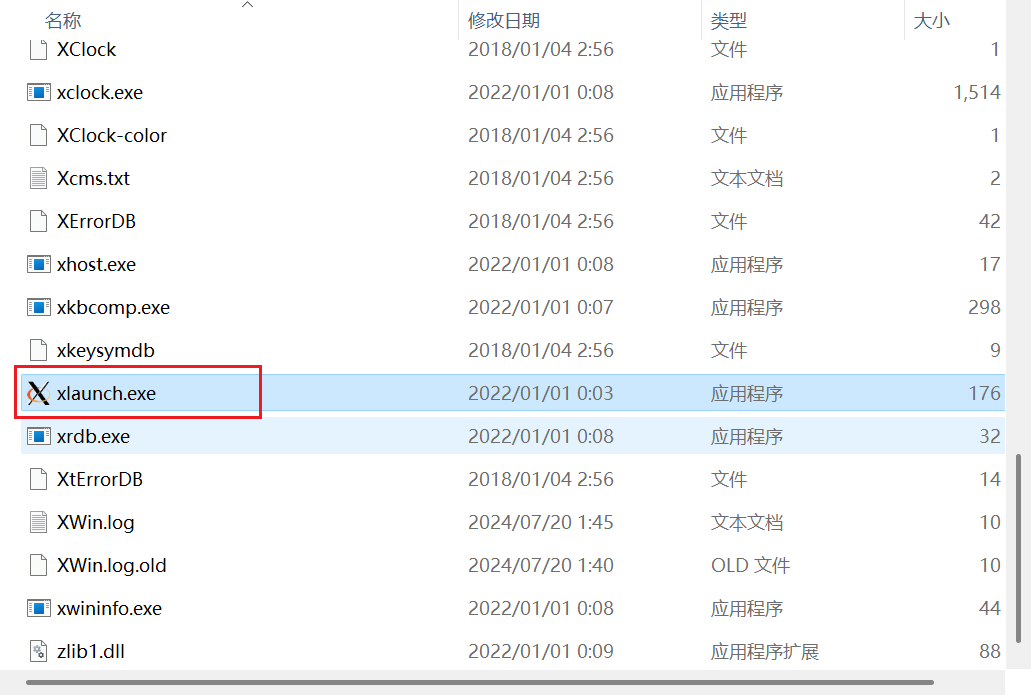 名称 修改日期 类型 大小
XClock 2018/01/04 2:56 文件 1
xclock.exe 2022/01/01 0:08 应用程序 1,514
XClock-color 2018/01/04 2:56 文件 1
Xcms.txt 2018/01/04 2:56 文本文档 2
XErrorDB 2018/01/04 2:56 文件 42
xhost.exe 2022/01/01 0:08 应用程序 17
xkbcomp.exe 2022/01/01 0:07 应用程序 298
xkeysymdb 2018/01/04 2:56 文件 9
xlaunch.exe 2022/01/01 0:03 应用程序 176
xrdb.exe 2022/01/01 0:08 应用程序 32
XtErrorDB 2018/01/04 2:56 文件 14
XWin.log 2024/07/20 1:45 文本文档 10
XWin.log.old 2024/07/20 1:40 OLD 文件 10
xwininfo.exe 2022/01/01 0:08 应用程序 44
zlib1.dll 2022/01/01 0:09 应用程序扩展 88